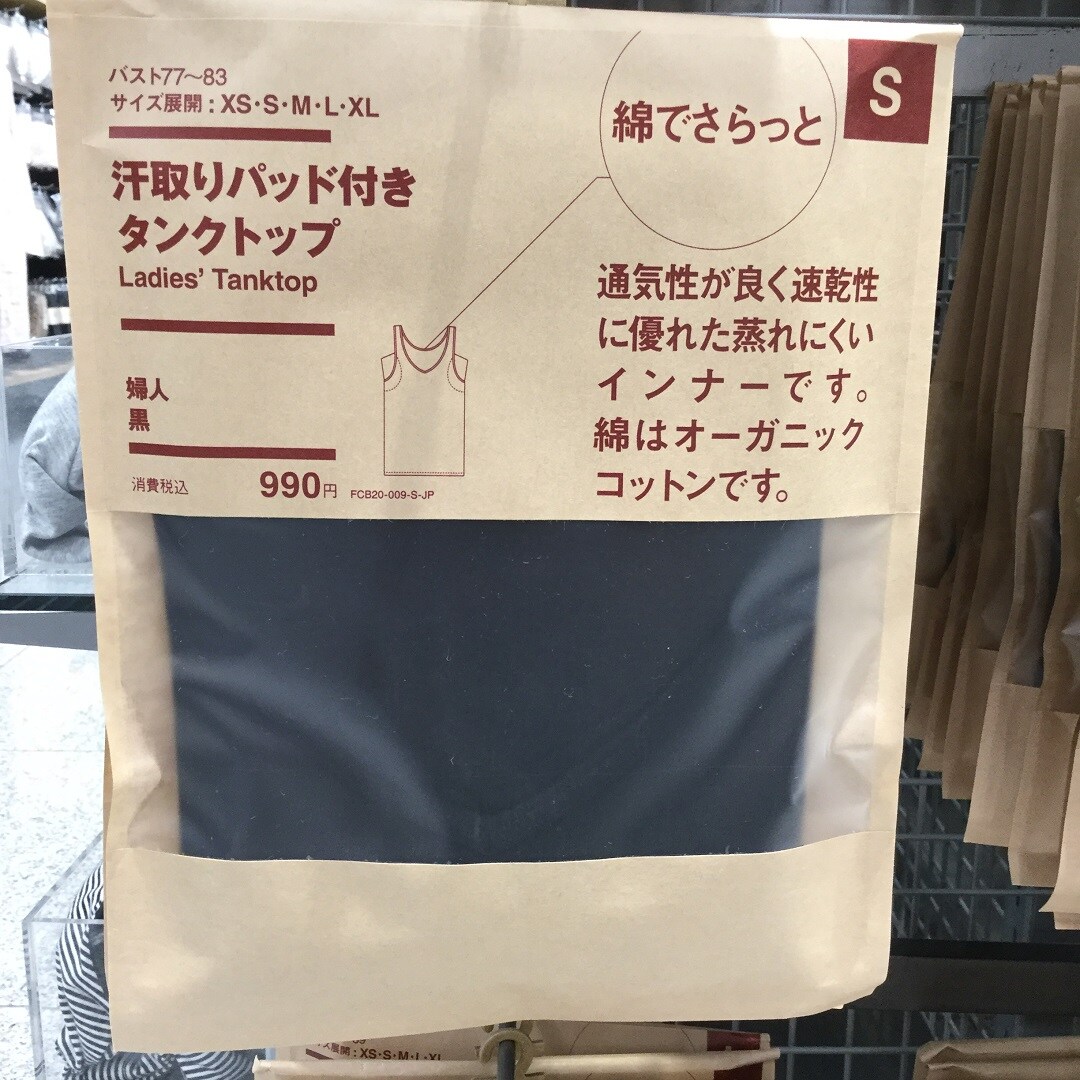 バスト77～83
サイズ展開：XS・S・M・L・XL
汗取りパッド付き
タンクトップ
Ladies' Tanktop
婦人
黒
消費税込 990円
FCB20-009-S-JP
綿でさらっと
S
通気性が良く速乾性
に優れた蒸れにくい
インナーです。
綿はオーガニック
コットンです。
サイズ展開：XS・S・M・L・XL